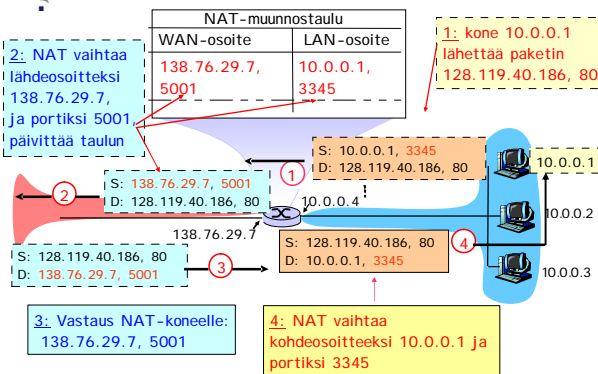 NAT-muunnostaulu
WAN-osoite
LAN-osoite
138.76.29.7,
5001
10.0.0.1,
3345
2: NAT vaihtaa
lähdeosoitteksi
138.76.29.7,
ja portiksi 5001,
päivittää taulun
1: kone 10.0.0.1
lähettää paketin
128.119.40.186, 80
S: 10.0.0.1, 3345
D: 128.119.40.186, 80
1
10.0.0.1
S: 138.76.29.7, 5001
D: 128.119.40.186, 80
2
10.0.0.4
10.0.0.2
138.76.29.7
S: 128.119.40.186, 80
D: 10.0.0.1, 3345
4
S: 128.119.40.186, 80
D: 138.76.29.7, 5001
3
10.0.0.3
3: Vastaus NAT-koneelle:
138.76.29.7, 5001
4: NAT vaihtaa
kohdeosoitteeksi 10.0.0.1 ja
portiksi 3345